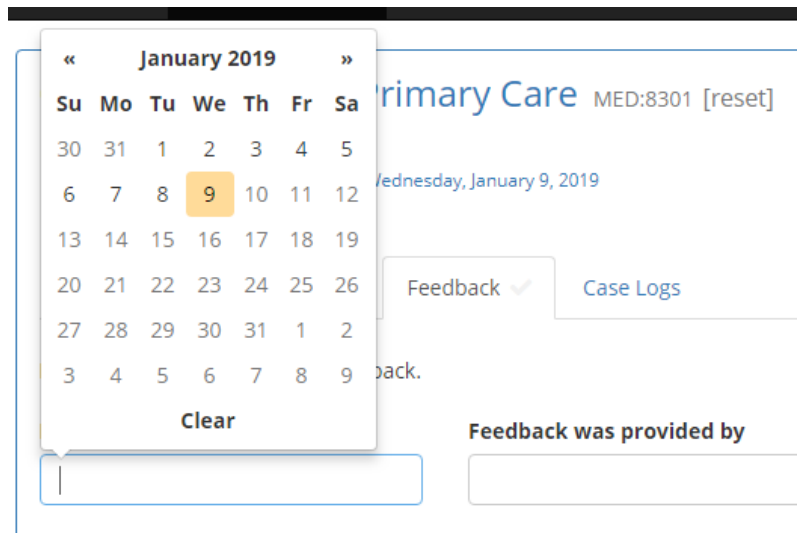 « January 2019 »
Su Mo Tu We Th Fr Sa
30 31 1 2 3 4 5
6 7 8 9 10 11 12
13 14 15 16 17 18 19
20 21 22 23 24 25 26
27 28 29 30 31 1 2
3 4 5 6 7 8 9
Clear
rimary Care MED:8301 [reset]
ednesday, January 9, 2019
Feedback Case Logs
back.
Feedback was provided by